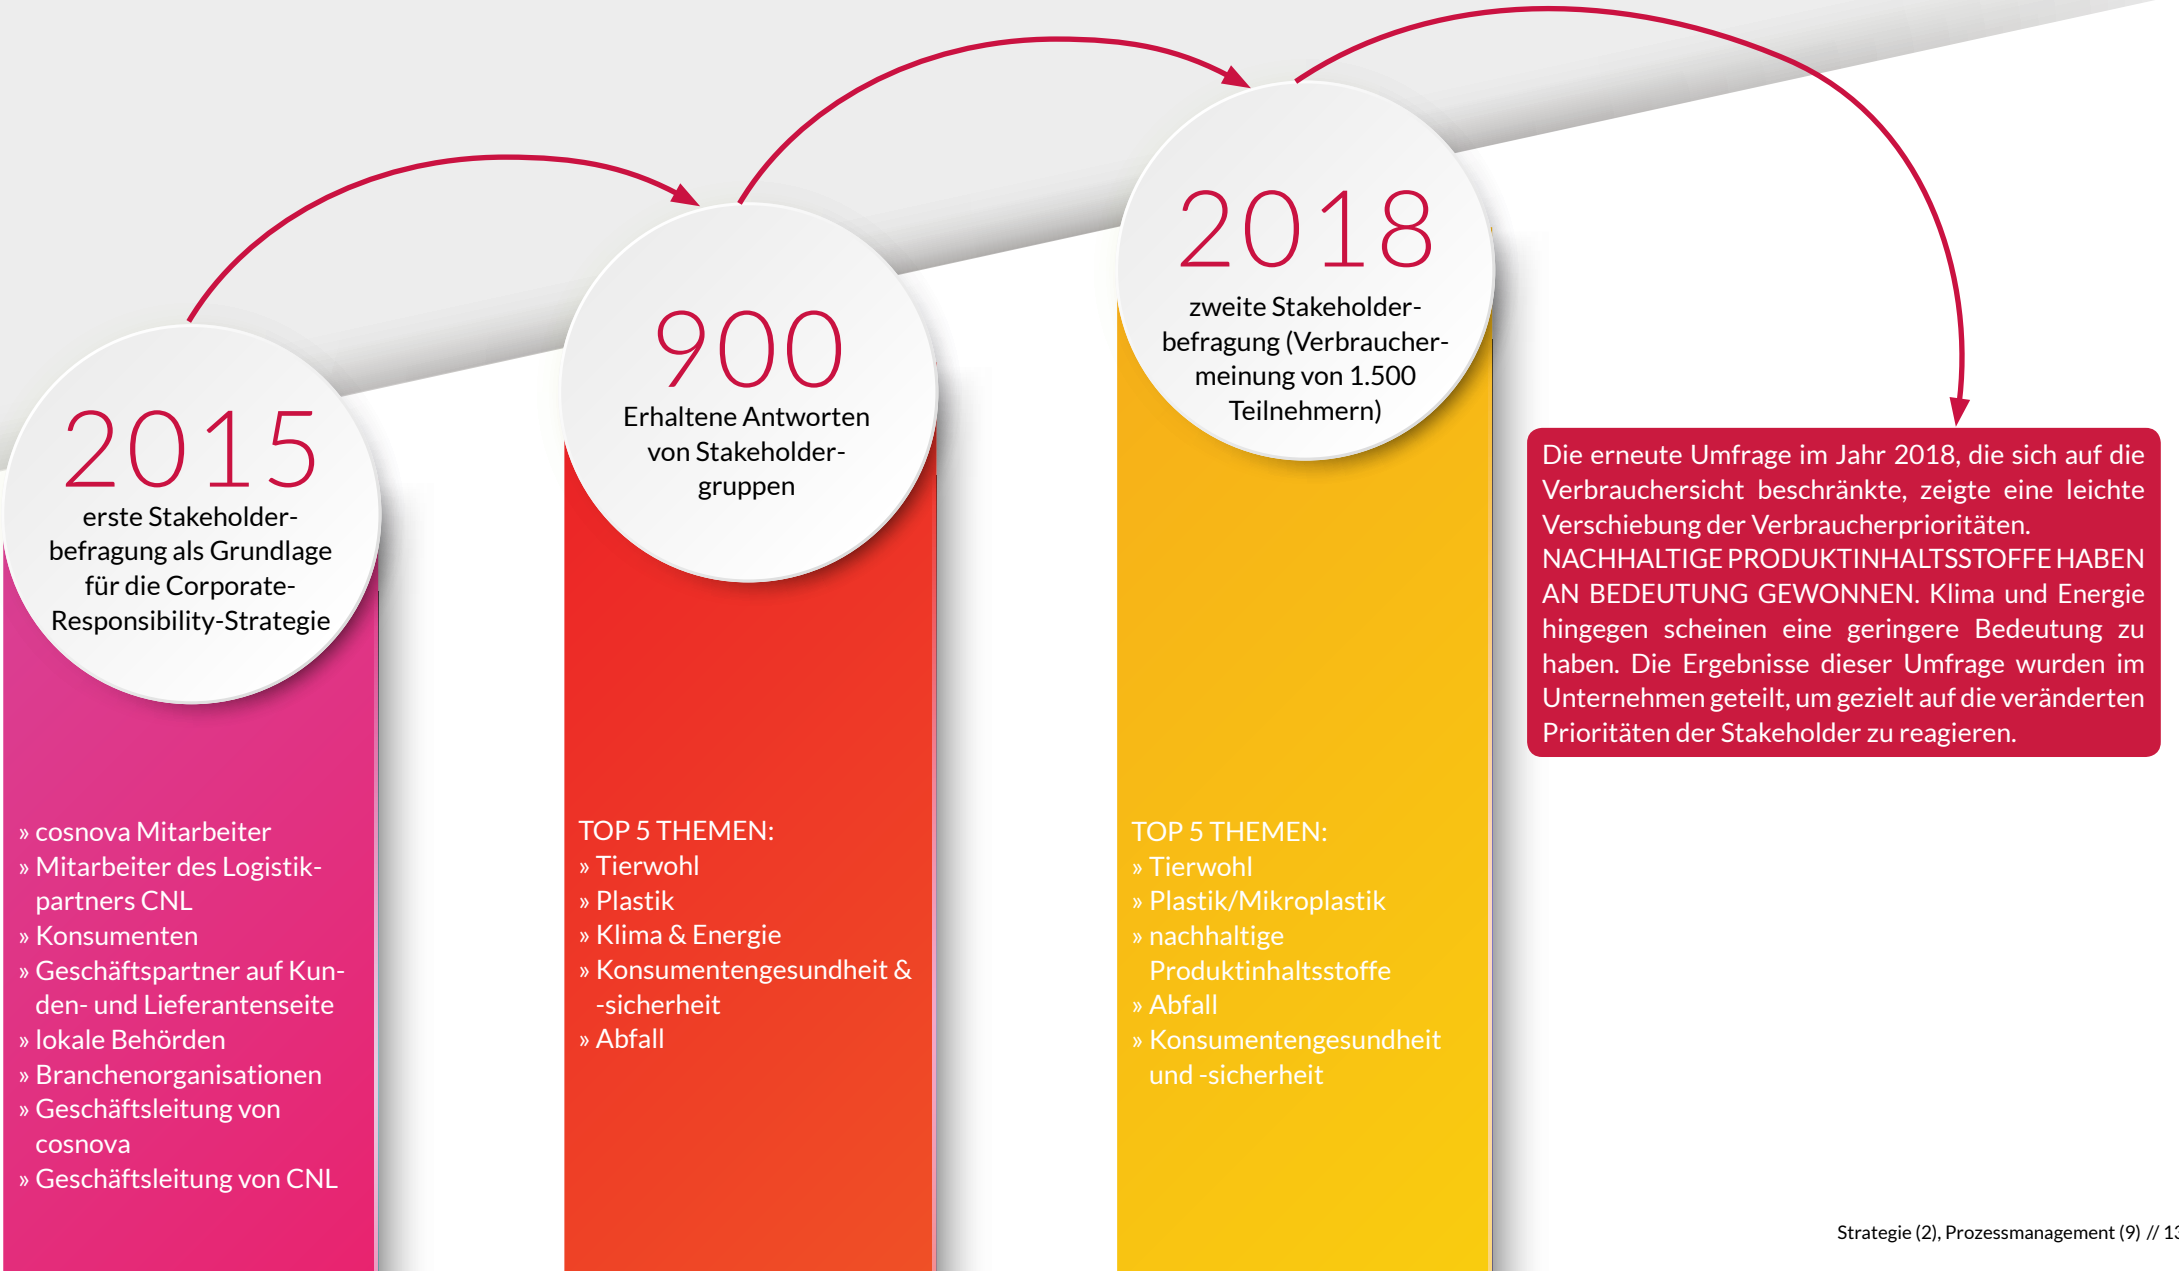 2015
erste Stakeholder-
befragung als Grundlage
für die Corporate-
Responsibility-Strategie
» cosnova Mitarbeiter
» Mitarbeiter des Logistik-
partners CNL
» Konsumenten
» Geschäftspartner auf Kun-
den- und Lieferantenseite
» lokale Behörden
» Branchenorganisationen
» Geschäftsleitung von
cosnova
» Geschäftsleitung von CNL
900
Erhaltene Antworten
von Stakeholder-
gruppen
TOP 5 THEMEN:
» Tierwohl
» Plastik
» Klima & Energie
» Konsumentengesundheit &
-sicherheit
» Abfall
2018
zweite Stakeholder-
befragung (Verbraucher-
meinung von 1.500
Teilnehmern)
TOP 5 THEMEN:
» Tierwohl
» Plastik/Mikroplastik
» nachhaltige
Produktinhaltsstoffe
» Abfall
» Konsumentengesundheit
und -sicherheit
Die erneute Umfrage im Jahr 2018, die sich auf die
Verbrauchersicht beschränkte, zeigte eine leichte
Verschiebung der Verbraucherprioritäten.
NACHHALTIGE PRODUKTINHALTSSTOFFE HABEN
AN BEDEUTUNG GEWONNEN. Klima und Energie
hingegen scheinen eine geringere Bedeutung zu
haben. Die Ergebnisse dieser Umfrage wurden im
Unternehmen geteilt, um gezielt auf die veränderten
Prioritäten der Stakeholder zu reagieren.
Strategie (2), Prozessmanagement (9) // 13